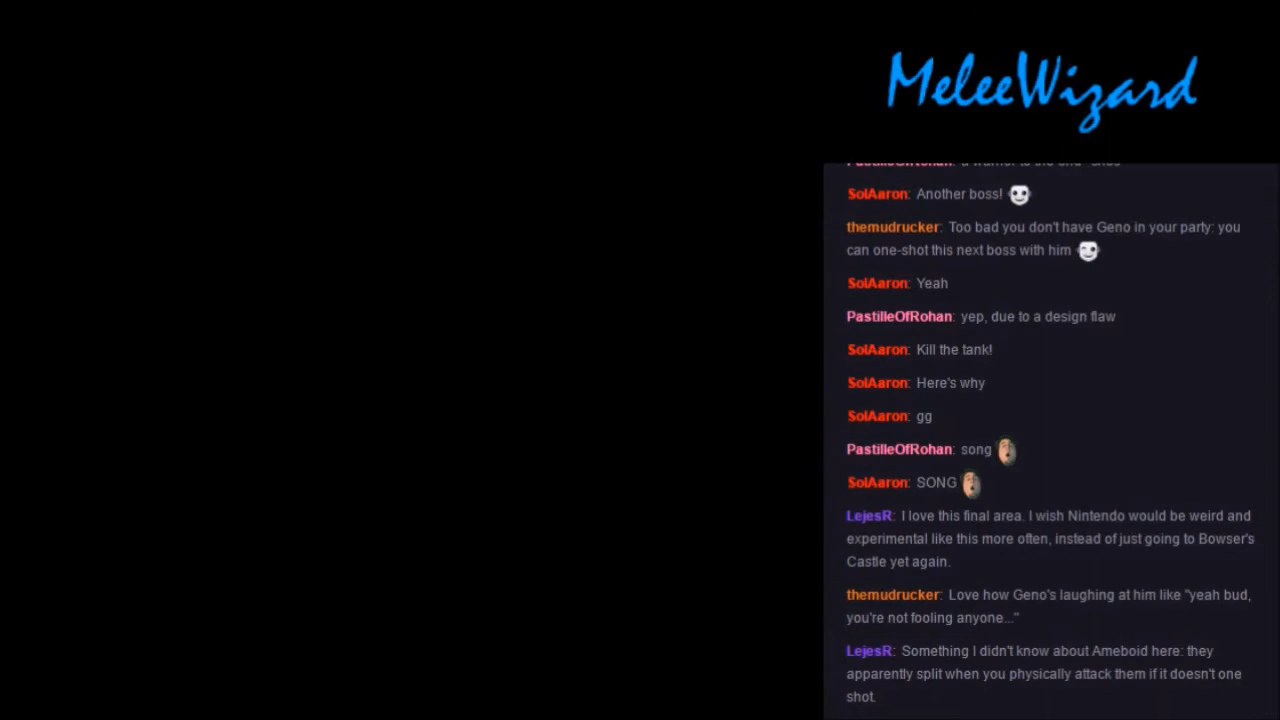 MeleeWizard
PastilleOfRohan: a warrior to the end
SolAaron: Another boss!
themudrucker: Too bad you don't have Geno in your party: you
can one-shot this next boss with him
SolAaron: Yeah
PastilleOfRohan: yep, due to a design flaw
SolAaron: Kill the tank!
SolAaron: Here's why
SolAaron: gg
PastilleOfRohan: song
SolAaron: SONG
LejesR: I love this final area. I wish Nintendo would be weird and
experimental like this more often, instead of just going to Bowser's
Castle yet again.
themudrucker: Love how Geno's laughing at him like "yeah bud,
you're not fooling anyone..."
LejesR: Something I didn't know about Ameboid here: they
apparently split when you physically attack them if it doesn't one
shot.